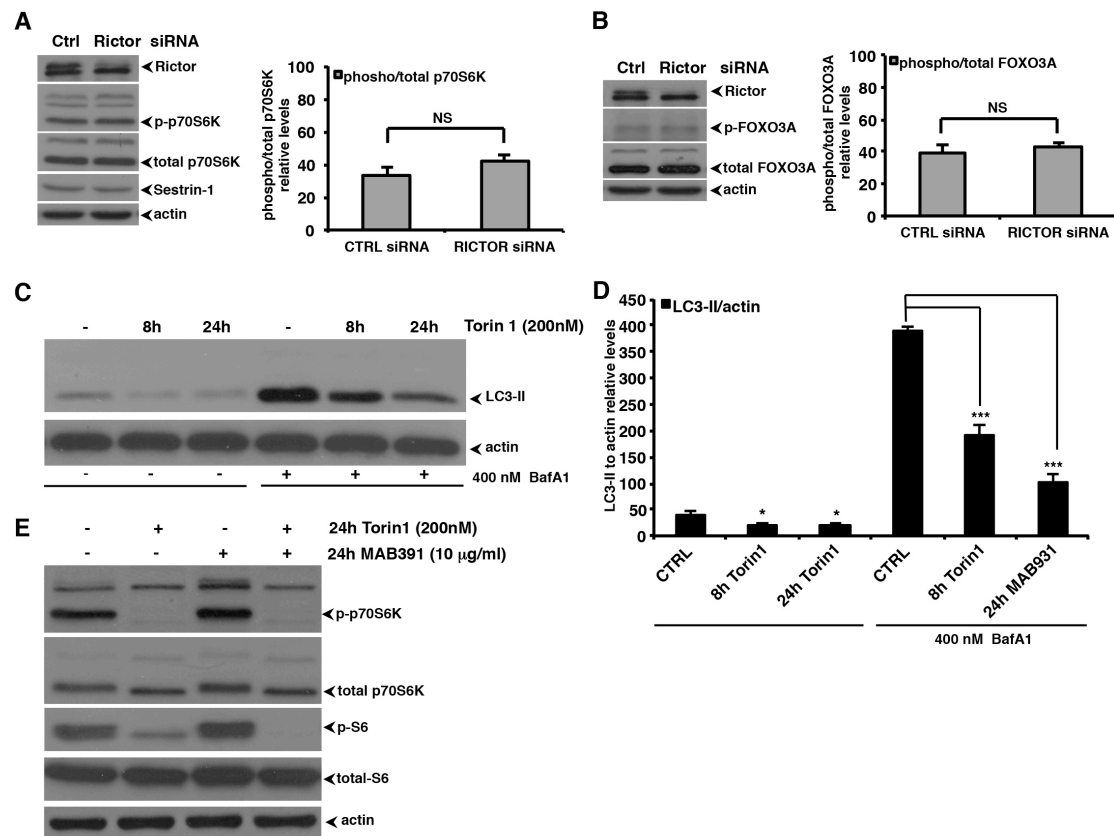 A
Ctrl Rictor siRNA
Rictor
p-p70S6K
total p70S6K
Sestrin-1
actin
phospho/total p70S6K
relative levels
100
80
60
40
20
0
phospho/total p70S6K
NS
CTRL siRNA RICTOR siRNA
B
Ctrl Rictor siRNA
Rictor
p-FOXO3A
total FOXO3A
actin
phospho/total FOXO3A
relative levels
100
80
60
40
20
0
phospho/total FOXO3A
NS
CTRL siRNA RICTOR siRNA
C
- 8h 24h - 8h 24h Torin 1 (200nM)
LC3-II
actin
- - - + + + 400 nM BafA1
D
LC3-II to actin relative levels
450
400
350
300
250
200
150
100
50
0
LC3-II/actin
* * *** ***
CTRL 8h Torin1 24h Torin1 CTRL 8h Torin1 24h MAB931
400 nM BafA1
E
- + - + 24h Torin1 (200nM)
- - + + 24h MAB391 (10 µg/ml)
p-p70S6K
total p70S6K
p-S6
total-S6
actin